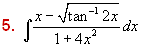 5. ∫ (x − √(tan⁻¹ 2x)) / (1 + 4x²) dx